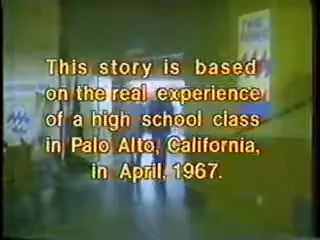 This story is based
on the real experience
of a high school class
in Palo Alto, California,
in April, 1967.